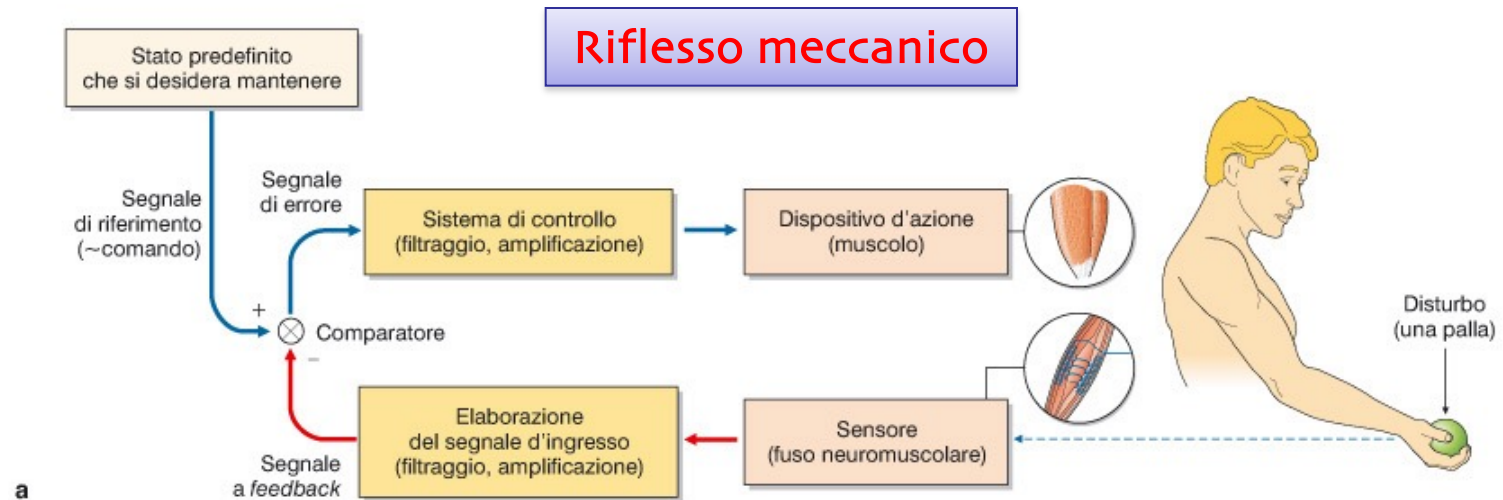 Riflesso meccanico
Stato predefinito
che si desidera mantenere
Segnale
di riferimento
(~comando)
Segnale
di errore
Sistema di controllo
(filtraggio, amplificazione)
Dispositivo d'azione
(muscolo)
+
Comparatore
–
Disturbo
(una palla)
Elaborazione
del segnale d'ingresso
(filtraggio, amplificazione)
Sensore
(fuso neuromuscolare)
Segnale
a feedback
a